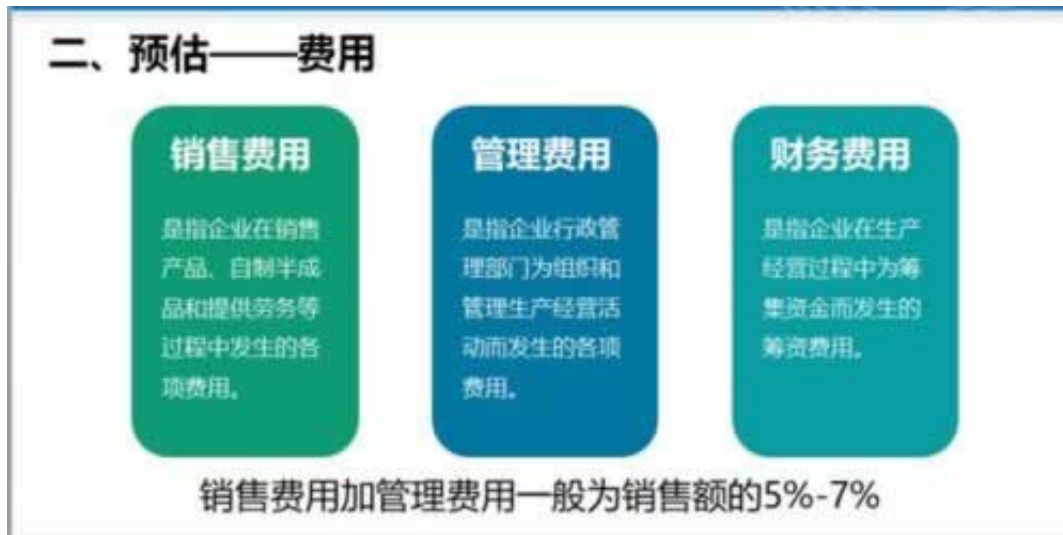 二、预估——费用
销售费用
是指企业在销售
产品、自制半成
品和提供劳务等
过程中发生的各
项费用。
管理费用
是指企业行政管
理部门为组织和
管理生产经营活
动而发生的各项
费用。
财务费用
是指企业在生产
经营过程中为筹
集资金而发生的
筹资费用。
销售费用加管理费用一般为销售额的5%-7%